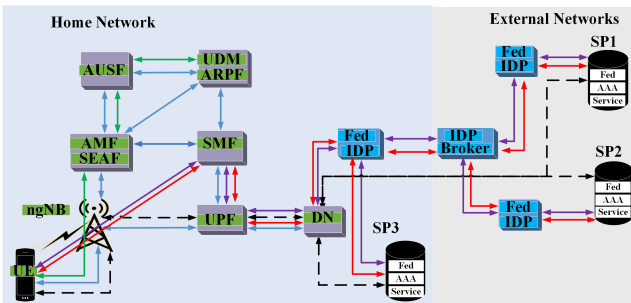 Home Network
External Networks
AUSF
UDM
ARPF
Fed
IDP
SP1
Fed
AAA
Service
AMF
SEAF
SMF
Fed
IDP
IDP
Broker
SP2
Fed
AAA
Service
ngNB
UPF
DN
Fed
IDP
SP3
Fed
AAA
Service
UE